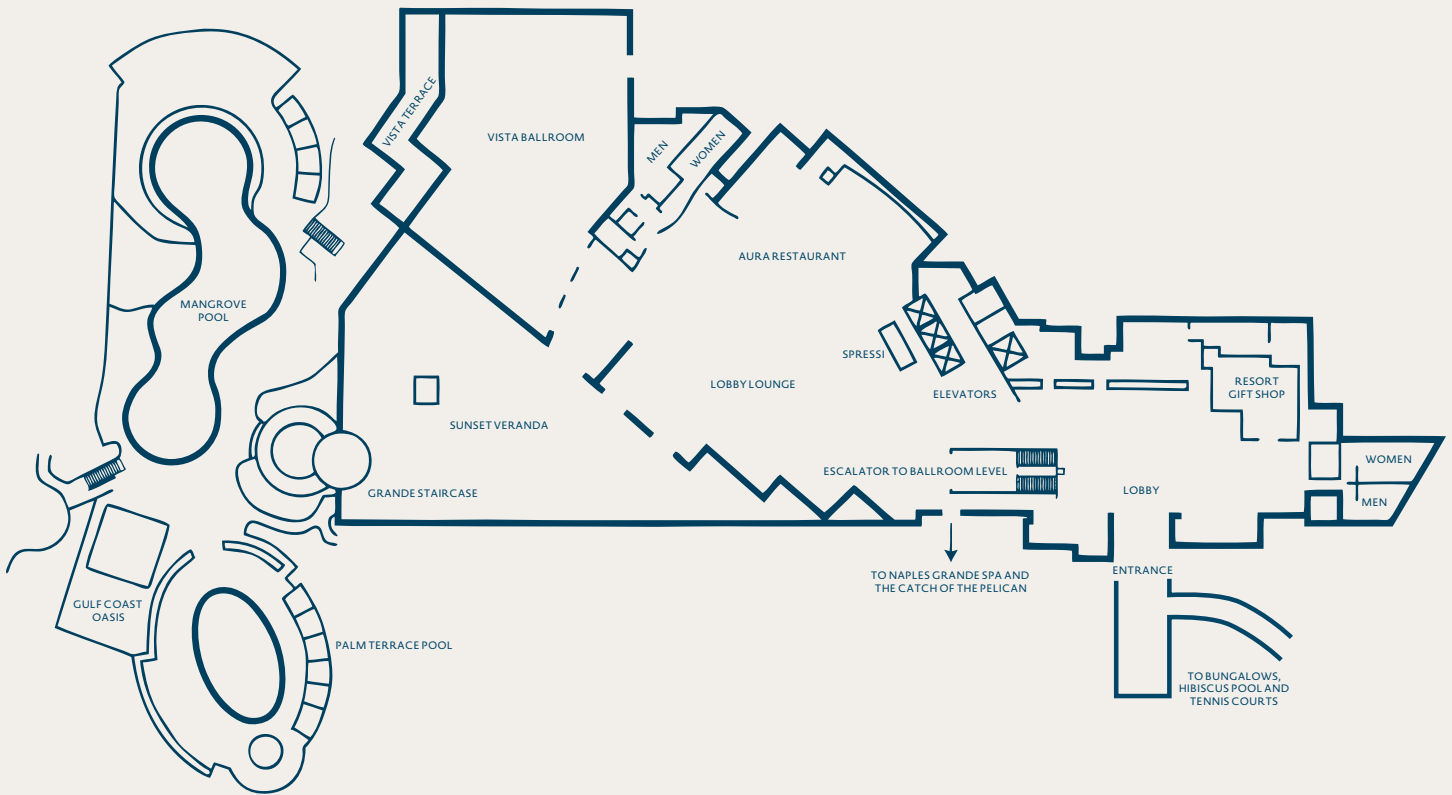 VISTA TERRACE
VISTA BALLROOM
MEN
WOMEN
AURA RESTAURANT
MANGROVE
POOL
SPRESSI
LOBBY LOUNGE
ELEVATORS
RESORT
GIFT SHOP
SUNSET VERANDA
WOMEN
ESCALATOR TO BALLROOM LEVEL
GRANDE STAIRCASE
LOBBY
MEN
ENTRANCE
TO NAPLES GRANDE SPA AND
THE CATCH OF THE PELICAN
GULF COAST
OASIS
PALM TERRACE POOL
TO BUNGALOWS,
HIBISCUS POOL AND
TENNIS COURTS